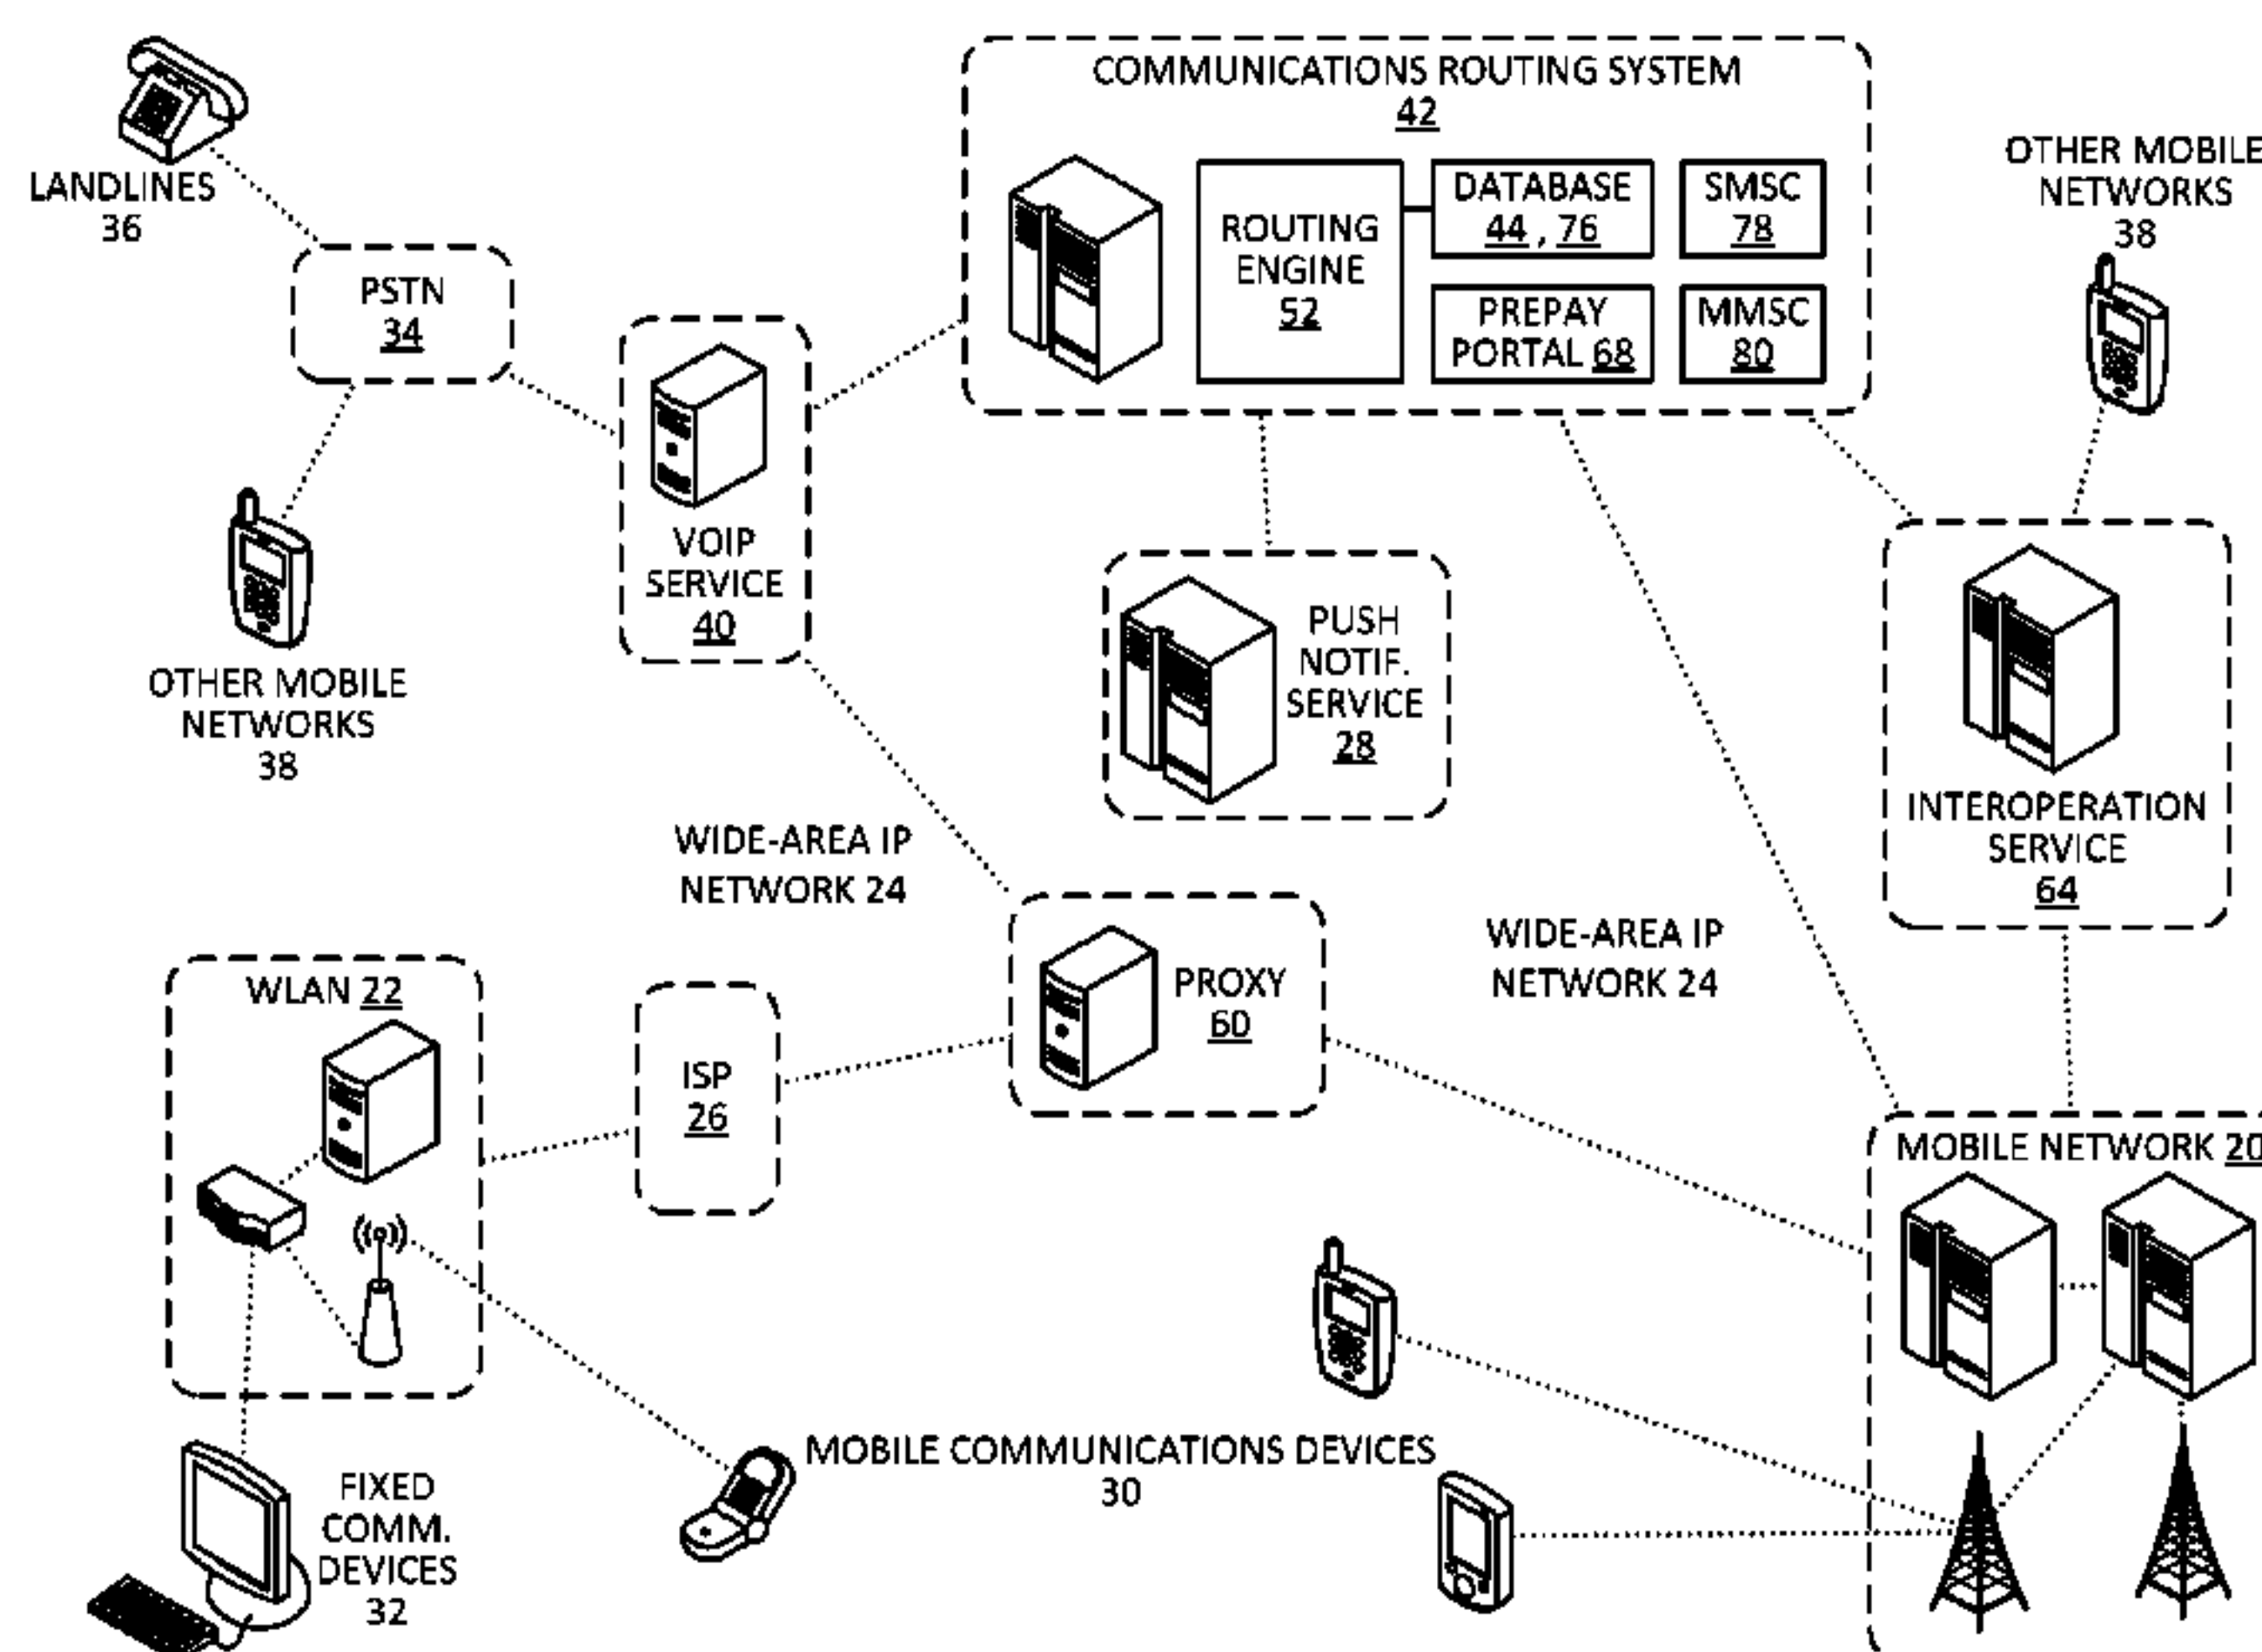 COMMUNICATIONS ROUTING SYSTEM
42
LANDLINES
36
PSTN
34
ROUTING
ENGINE
52
DATABASE
44, 76
SMSC
78
PREPAY
PORTAL 68
MMSC
80
OTHER MOBILE
NETWORKS
38
VOIP
SERVICE
40
OTHER MOBILE
NETWORKS
38
PUSH
NOTIF.
SERVICE
28
INTEROPERATION
SERVICE
64
WIDE-AREA IP
NETWORK 24
WIDE-AREA IP
NETWORK 24
WLAN 22
ISP
26
PROXY
60
MOBILE NETWORK 20
MOBILE COMMUNICATIONS DEVICES
30
FIXED
COMM.
DEVICES
32